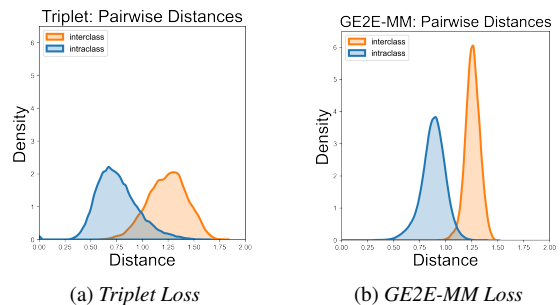 Triplet: Pairwise Distances
interclass
intraclass
Density
6
5
4
3
2
1
0
0.0 0.25 0.50 0.75 1.00 1.25 1.50 1.75 2.00
Distance
(a) Triplet Loss
GE2E-MM: Pairwise Distances
interclass
intraclass
Density
6
5
4
3
2
1
0
0.00 0.25 0.50 0.75 1.00 1.25 1.50 1.75 2.00
Distance
(b) GE2E-MM Loss